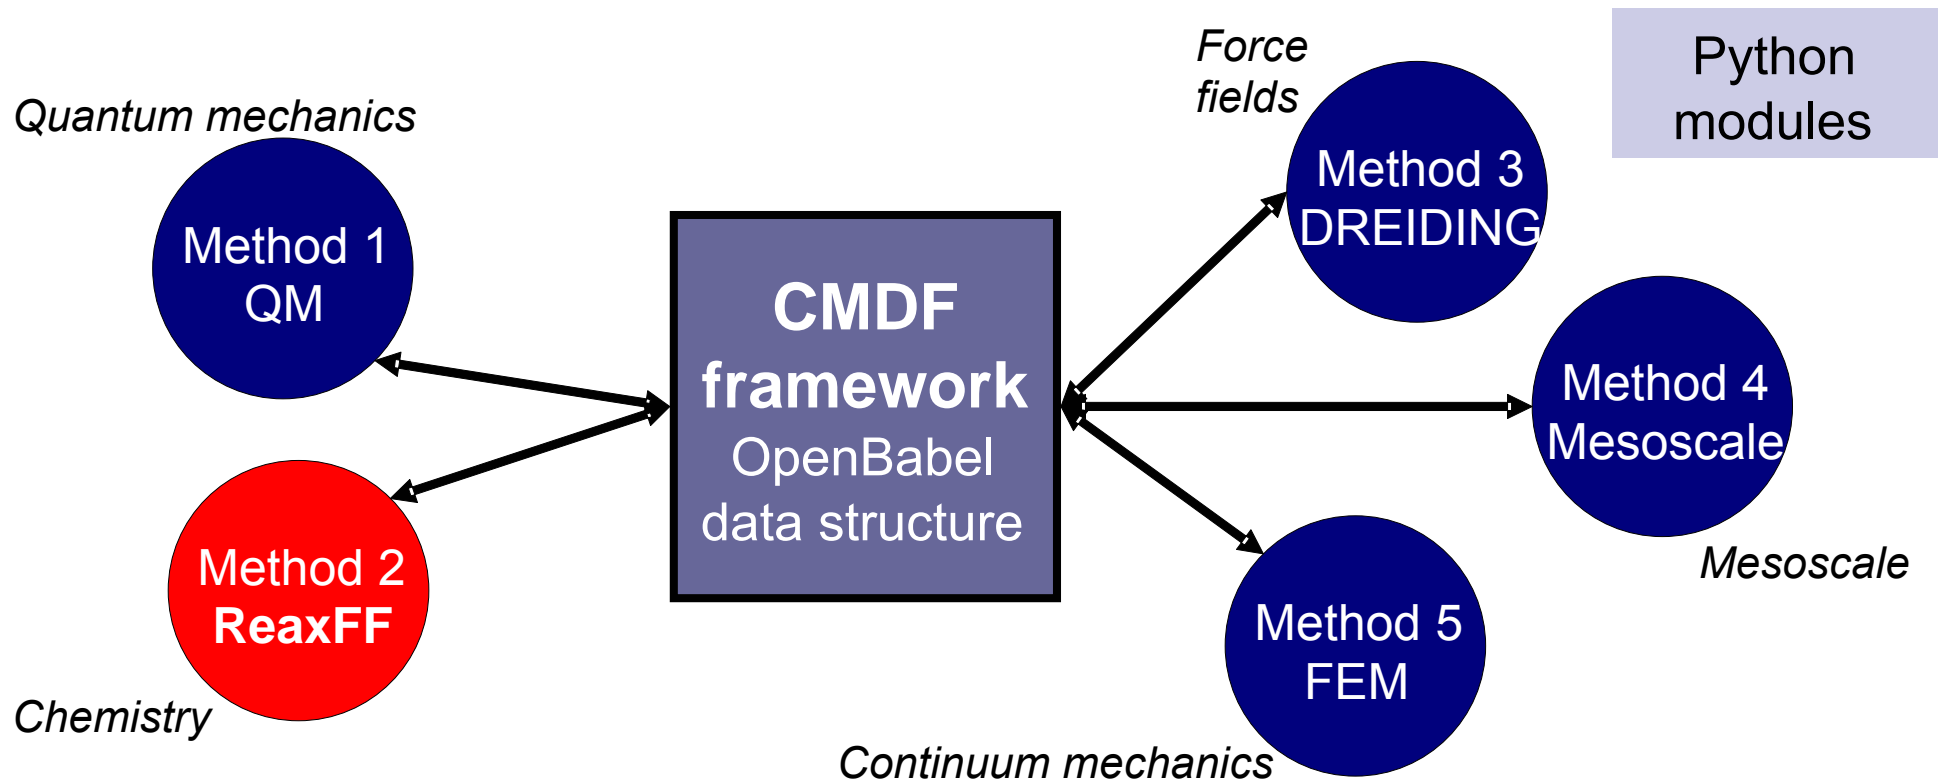 Quantum mechanics
Method 1
QM
Method 2
ReaxFF
Chemistry
CMDF
framework
OpenBabel
data structure
Force
fields
Method 3
DREIDING
Python
modules
Method 4
Mesoscale
Mesoscale
Method 5
FEM
Continuum mechanics